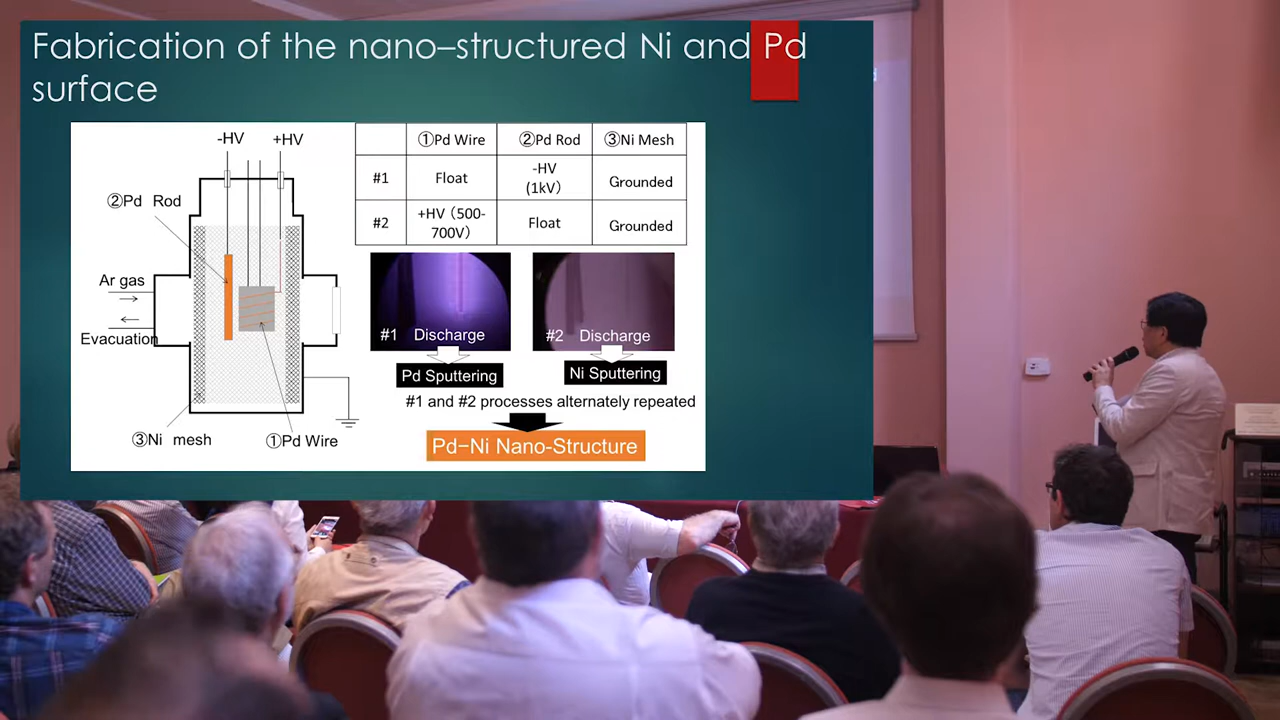 Fabrication of the nano–structured Ni and Pd
surface
-HV
+HV
②Pd Rod
Ar gas
Evacuation
③Ni mesh
①Pd Wire
①Pd Wire ②Pd Rod ③Ni Mesh
#1 Float -HV (1kV) Grounded
#2 +HV (500-700V) Float Grounded
#1 Discharge
#2 Discharge
Pd Sputtering
Ni Sputtering
#1 and #2 processes alternately repeated
Pd−Ni Nano-Structure